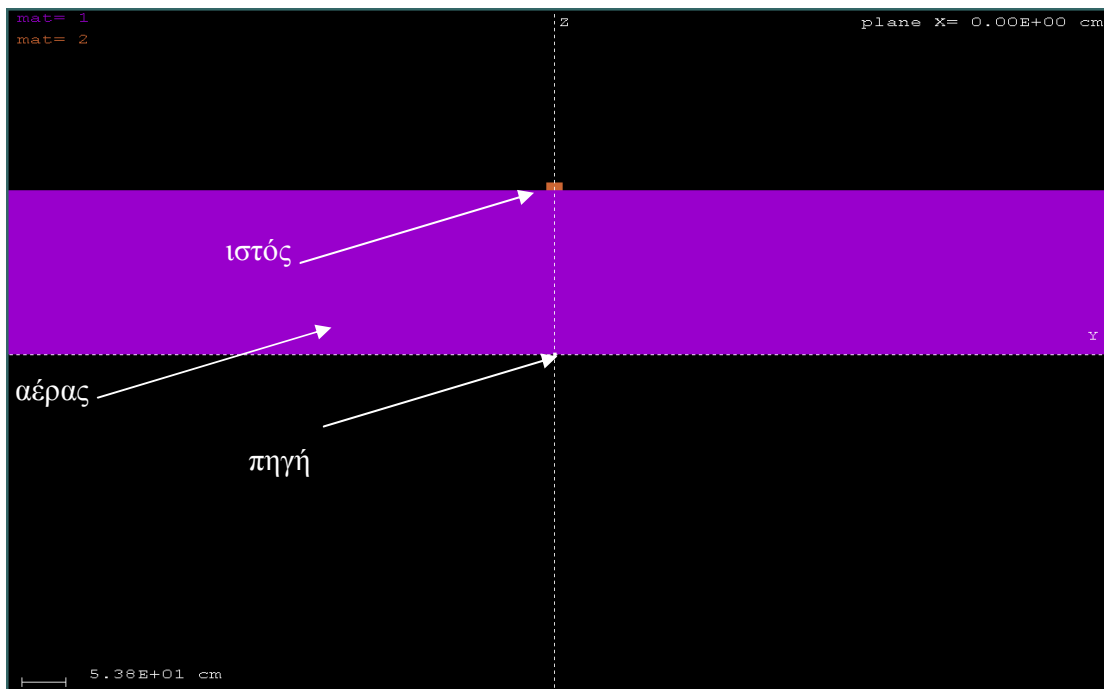 mat= 1
mat= 2
Z
plane X= 0.00E+00 cm
ιστός
Y
αέρας
πηγή
5.38E+01 cm